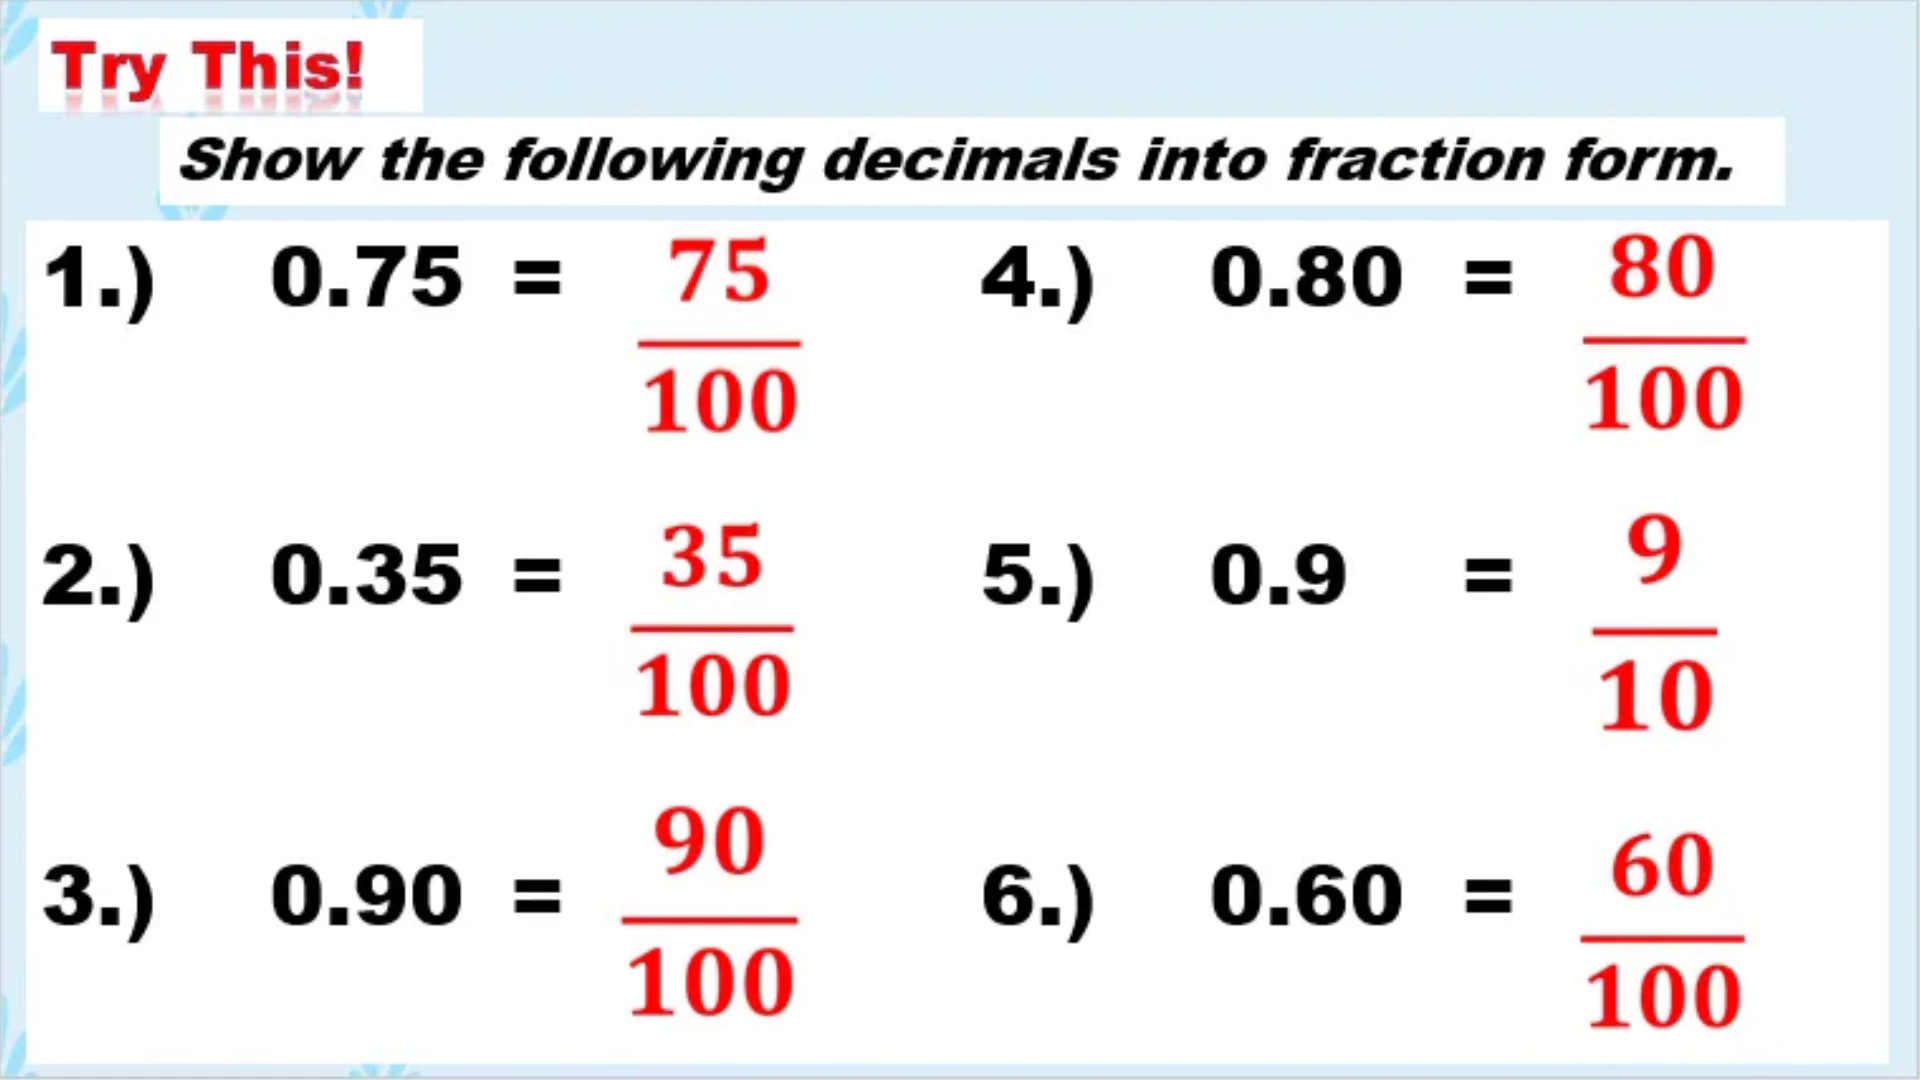 Try This!
Show the following decimals into fraction form.
1.) 0.75 = 75/100
2.) 0.35 = 35/100
3.) 0.90 = 90/100
4.) 0.80 = 80/100
5.) 0.9 = 9/10
6.) 0.60 = 60/100